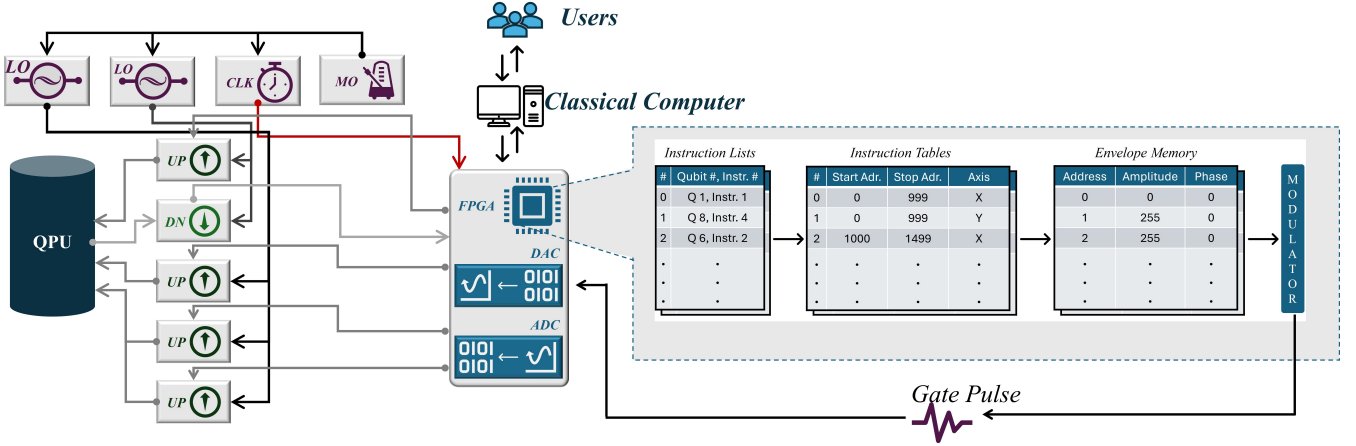 Users
LO
LO
CLK
MO
Classical Computer
UP
DN
UP
UP
UP
QPU
FPGA
DAC
0101
0101
ADC
0101
0101
Instruction Lists
# Qubit #, Instr. #
0 Q 1, Instr. 1
1 Q 8, Instr. 4
2 Q 6, Instr. 2
Instruction Tables
# Start Adr. Stop Adr. Axis
0 0 999 X
1 0 999 Y
2 1000 1499 X
Envelope Memory
Address Amplitude Phase
0 0 0
1 255 0
2 255 0
MODULATOR
Gate Pulse